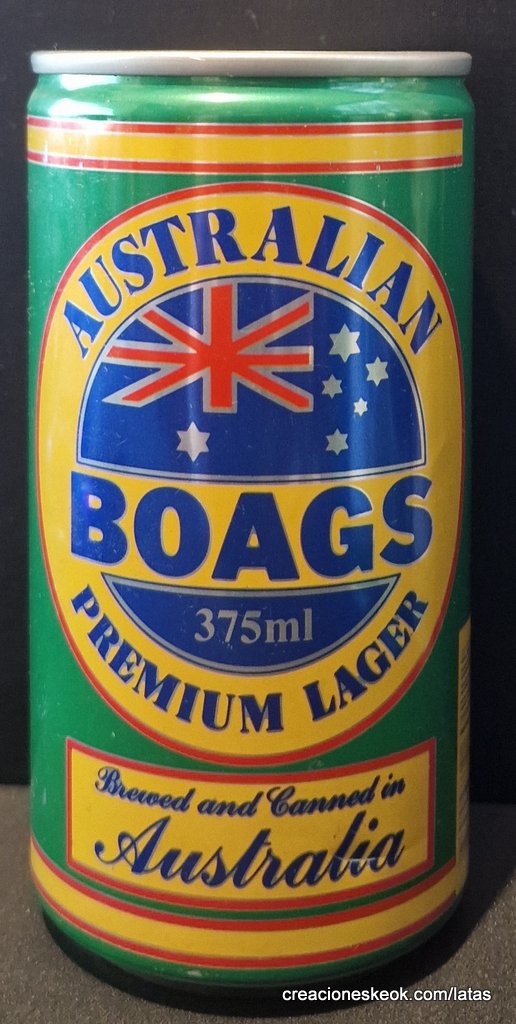 AUSTRALIAN
BOAGS
375ml
PREMIUM LAGER
Brewed and Canned in
Australia
creacioneskeok.com/latas